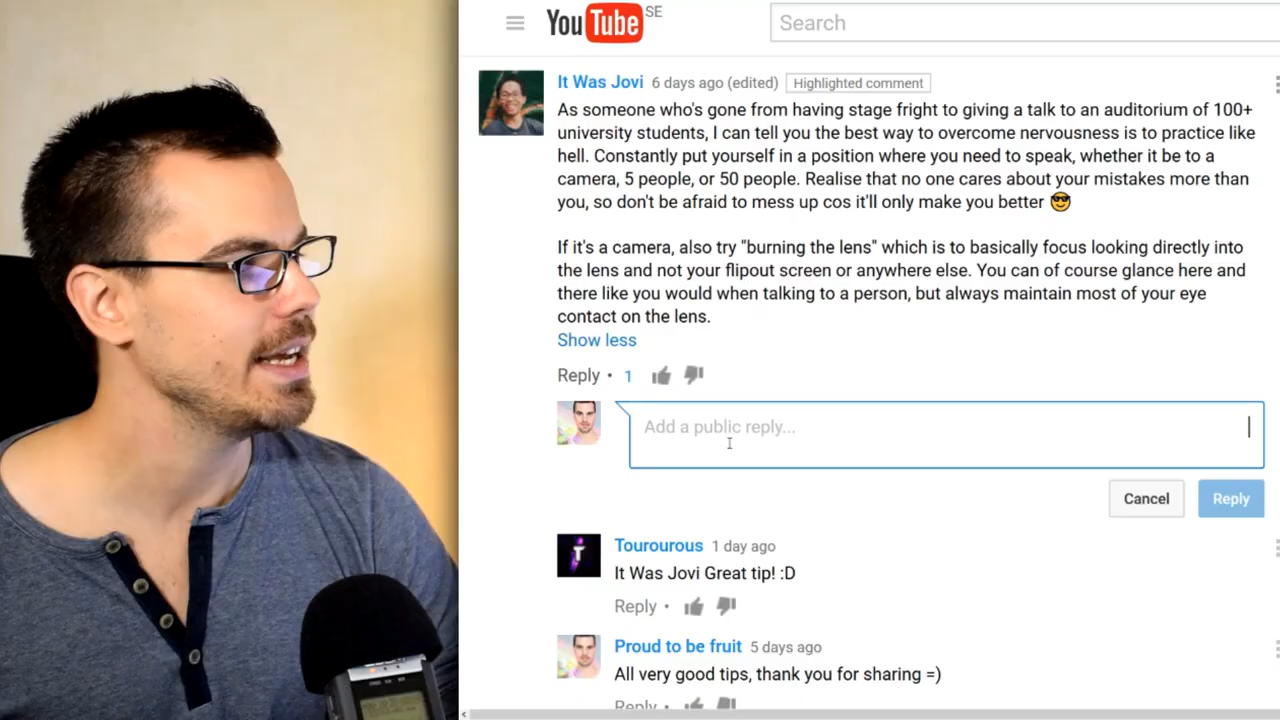 YouTube SE
Search
It Was Jovi 6 days ago (edited) Highlighted comment
As someone who's gone from having stage fright to giving a talk to an auditorium of 100+
university students, I can tell you the best way to overcome nervousness is to practice like
hell. Constantly put yourself in a position where you need to speak, whether it be to a
camera, 5 people, or 50 people. Realise that no one cares about your mistakes more than
you, so don't be afraid to mess up cos it'll only make you better 😎
If it's a camera, also try "burning the lens" which is to basically focus looking directly into
the lens and not your flipout screen or anywhere else. You can of course glance here and
there like you would when talking to a person, but always maintain most of your eye
contact on the lens.
Show less
Reply • 1
Add a public reply...
Cancel Reply
Tourourous 1 day ago
It Was Jovi Great tip! :D
Reply •
Proud to be fruit 5 days ago
All very good tips, thank you for sharing =)
Reply •